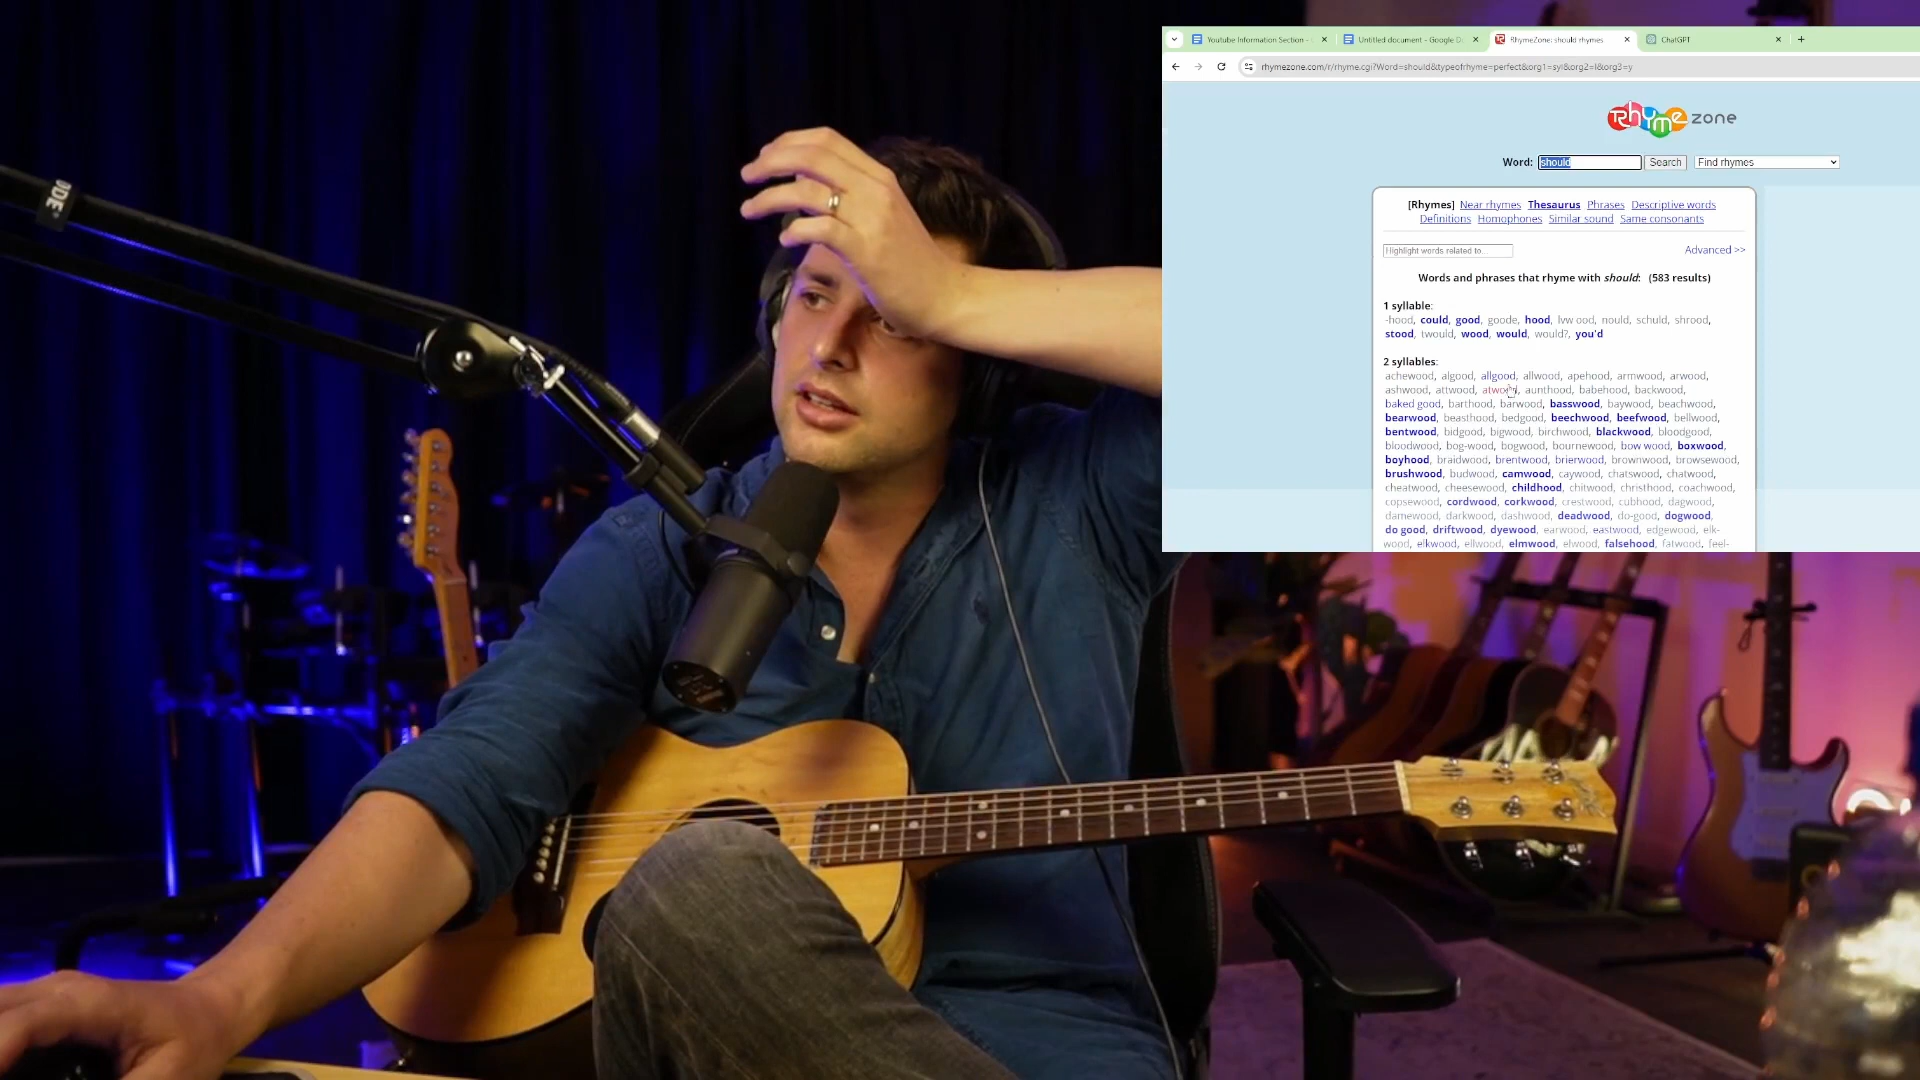 Youtube Information Section -
Untitled document - Google D
RhymeZone: should rhymes
ChatGPT
rhymezone.com/r/rhyme.cgi?Word=should&typeofrhyme=perfect&org1=syl&org2=l&org3=y
Rhyme zone
Word: should Search Find rhymes
[Rhymes] Near rhymes Thesaurus Phrases Descriptive words
Definitions Homophones Similar sound Same consonants
Highlight words related to...
Advanced >>
Words and phrases that rhyme with should: (583 results)
1 syllable:
-hood, could, good, goode, hood, lvw ood, nould, schuld, shrood,
stood, twould, wood, would, would?, you'd
2 syllables:
achewood, algood, allgood, allwood, apehood, armwood, arwood,
ashwood, attwood, atwood, aunthood, babehood, backwood,
baked good, barthood, barwood, basswood, baywood, beachwood,
bearwood, beasthood, bedgood, beechwood, beefwood, bellwood,
bentwood, bidgood, bigwood, birchwood, blackwood, bloodgood,
bloodwood, bog-wood, bogwood, bournewood, bow wood, boxwood,
boyhood, braidwood, brentwood, brierwood, brownwood, browsewood,
brushwood, budwood, camwood, caywood, chatswood, chatwood,
cheatwood, cheesewood, childhood, chitwood, christhood, coachwood,
copsewood, cordwood, corkwood, crestwood, cubhood, dagwood,
damewood, darkwood, dashwood, deadwood, do-good, dogwood,
do good, driftwood, dyewood, earwood, eastwood, edgewood, elk-
wood, elkwood, ellwood, elmwood, elwood, falsehood, fatwood, feel-